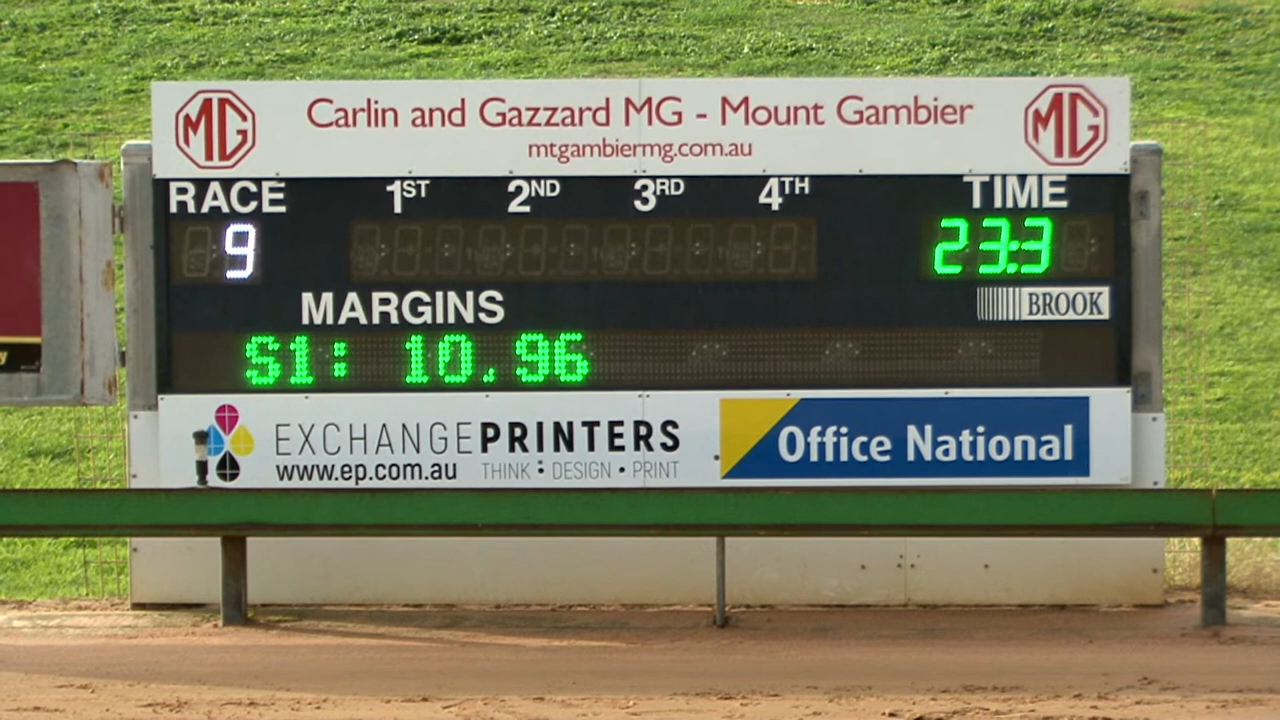 MG Carlin and Gazzard MG - Mount Gambier MG
mtgambiermg.com.au
RACE 1ST 2ND 3RD 4TH TIME
9 23:3
MARGINS BROOK
S1: 10.96
EXCHANGEPRINTERS
www.ep.com.au THINK : DESIGN • PRINT
Office National